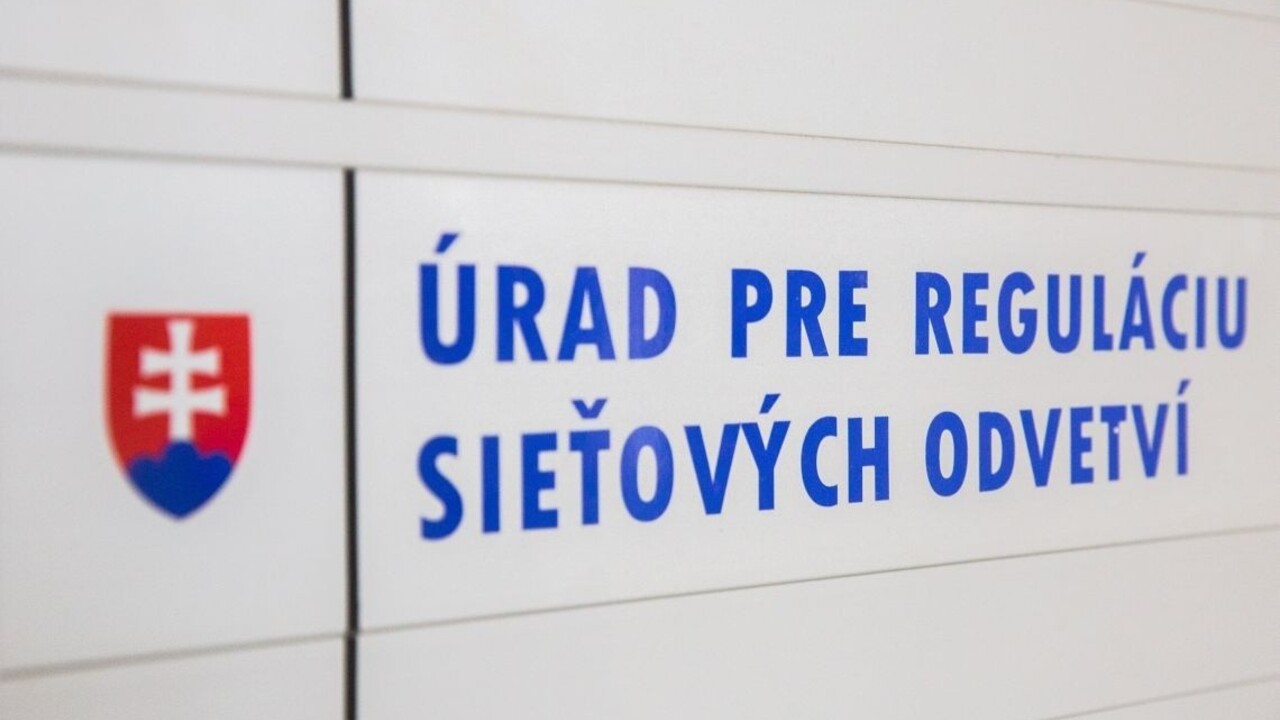 ÚRAD PRE REGULÁCIU
SIEŤOVÝCH ODVETVÍ